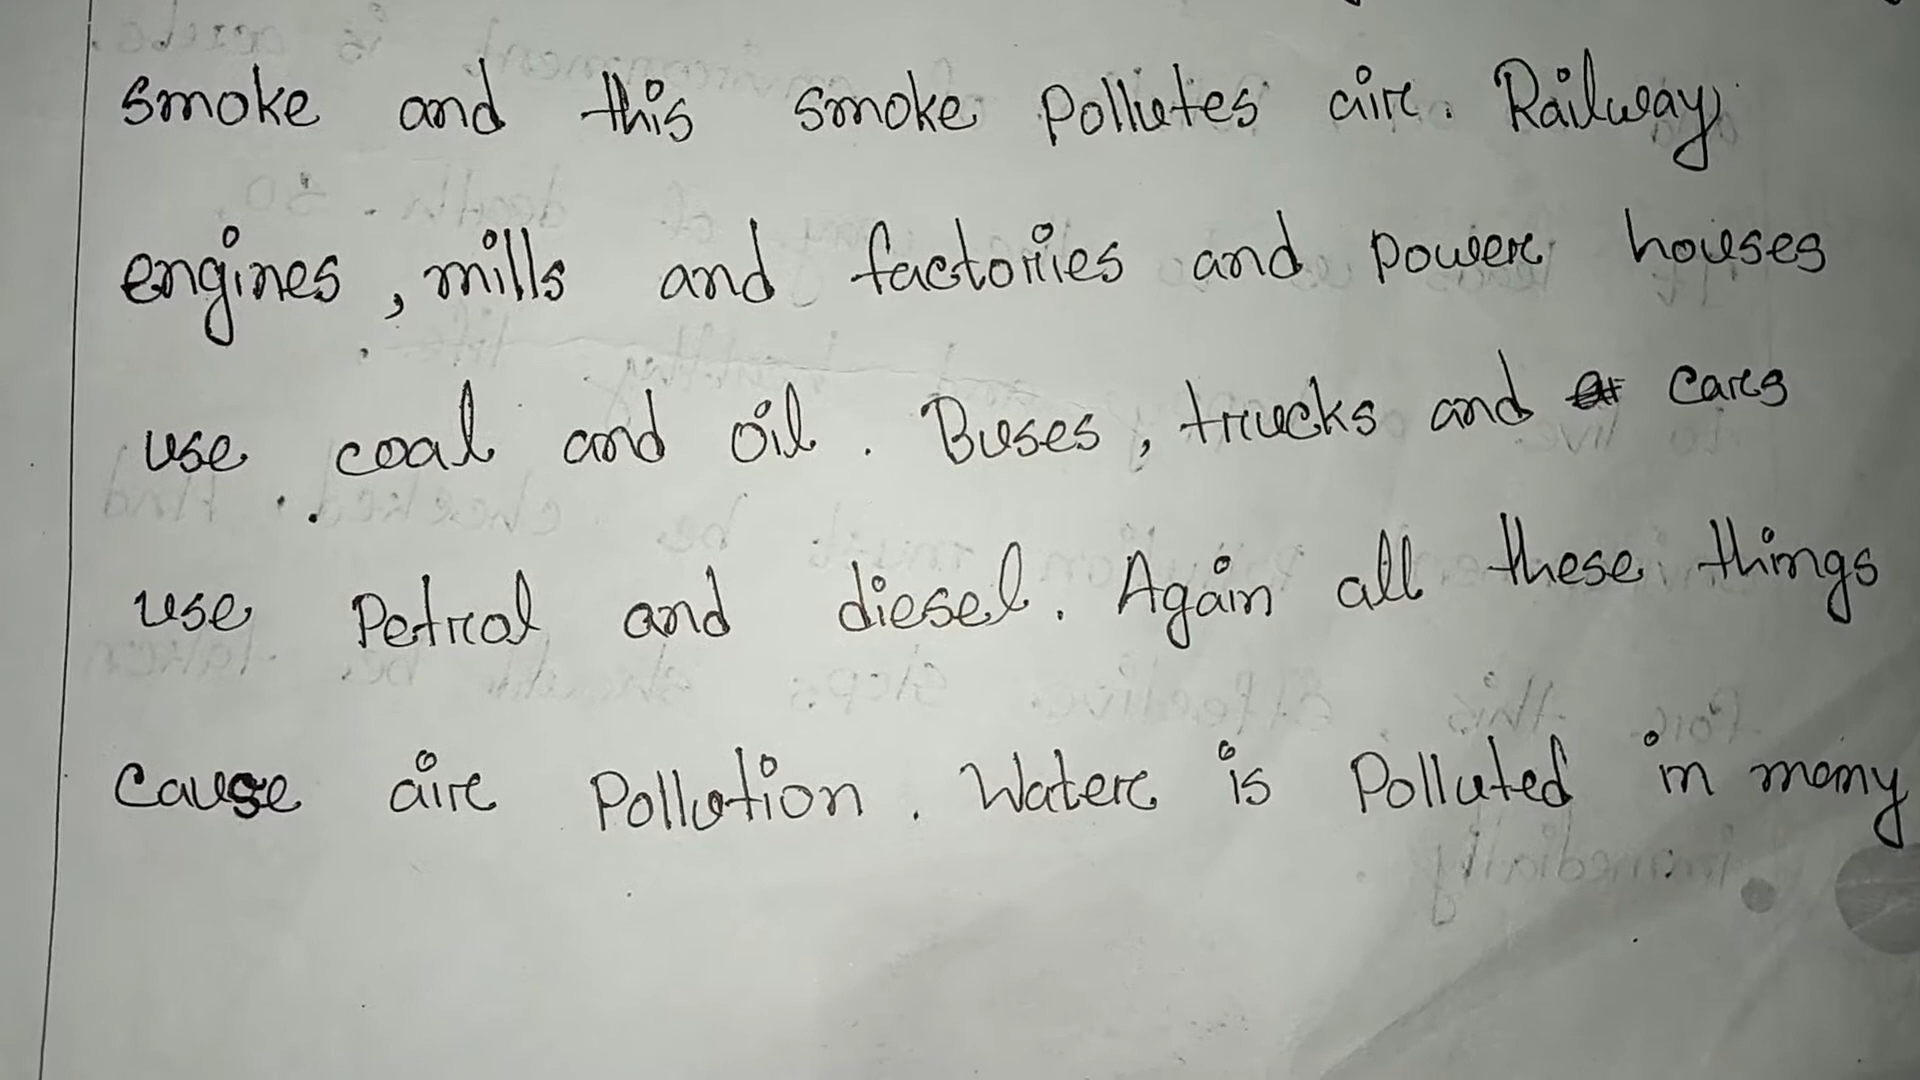 smoke and this smoke pollutes air. Railway
engines, mills and factories and power houses
use coal and oil. Buses, trucks and cars
use Petrol and diesel. Again all these things
cause air Pollution. Water is Polluted in many